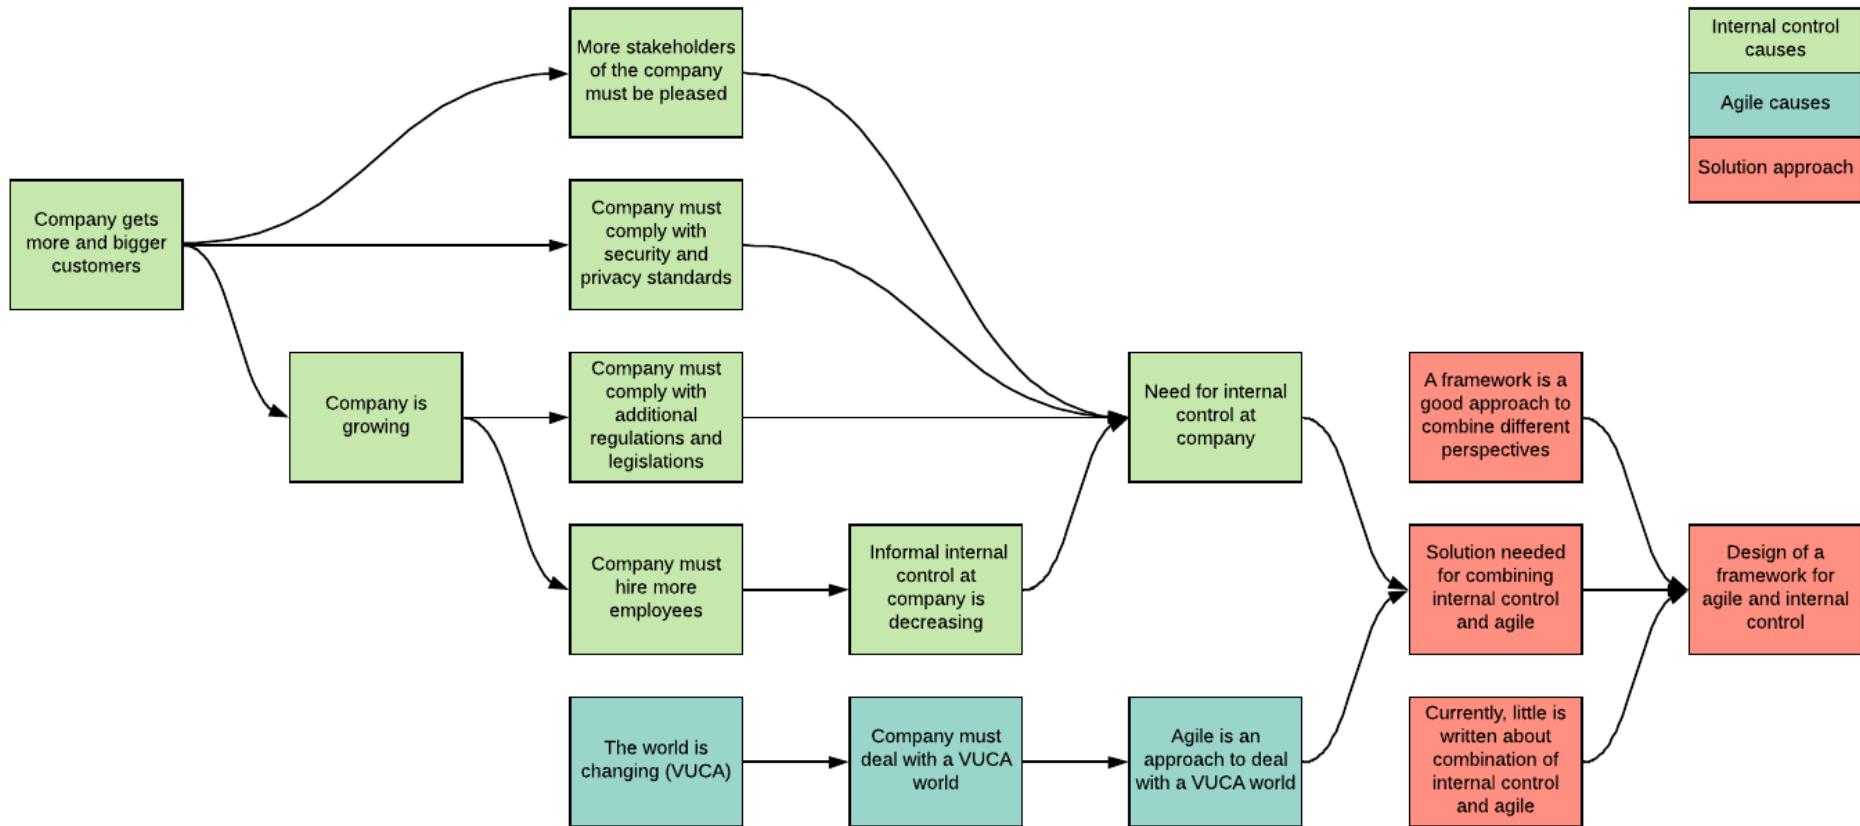 More stakeholders
of the company
must be pleased
Internal control
causes
Agile causes
Solution approach
Company gets
more and bigger
customers
Company must
comply with
security and
privacy standards
Company is
growing
Company must
comply with
additional
regulations and
legislations
Need for internal
control at
company
A framework is a
good approach to
combine different
perspectives
Company must
hire more
employees
Informal internal
control at
company is
decreasing
Solution needed
for combining
internal control
and agile
Design of a
framework for
agile and internal
control
The world is
changing (VUCA)
Company must
deal with a VUCA
world
Agile is an
approach to deal
with a VUCA world
Currently, little is
written about
combination of
internal control
and agile